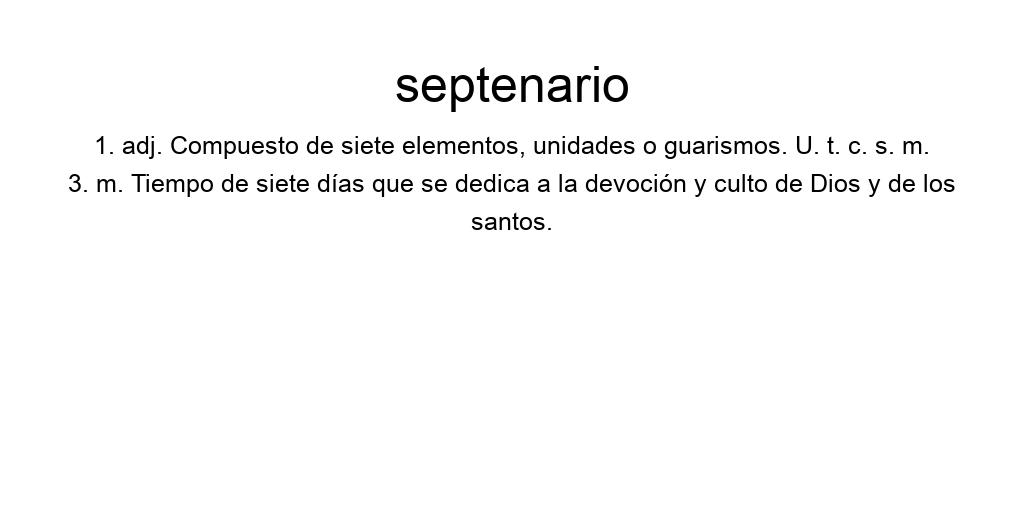 septenario
1. adj. Compuesto de siete elementos, unidades o guarismos. U. t. c. s. m.
3. m. Tiempo de siete días que se dedica a la devoción y culto de Dios y de los
santos.